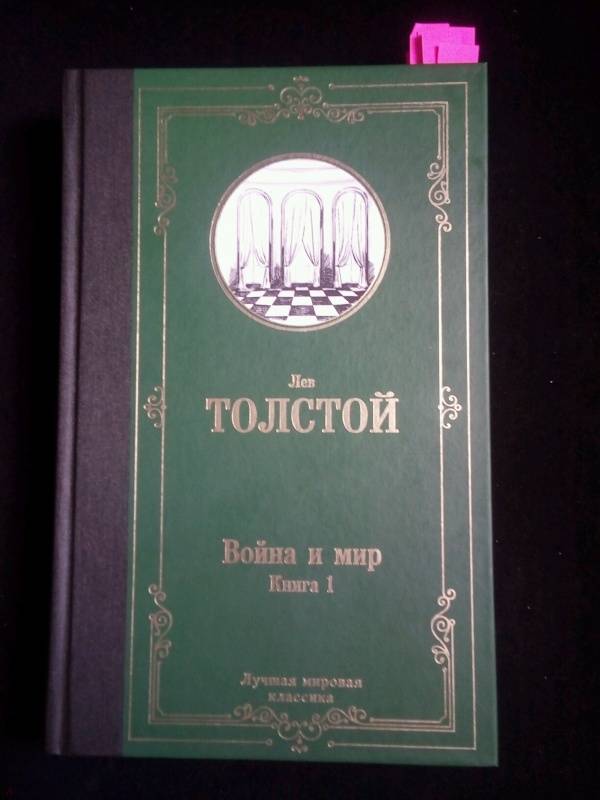 Лев
ТОЛСТОЙ
Война и мир
Книга 1
Лучшая мировая
классика